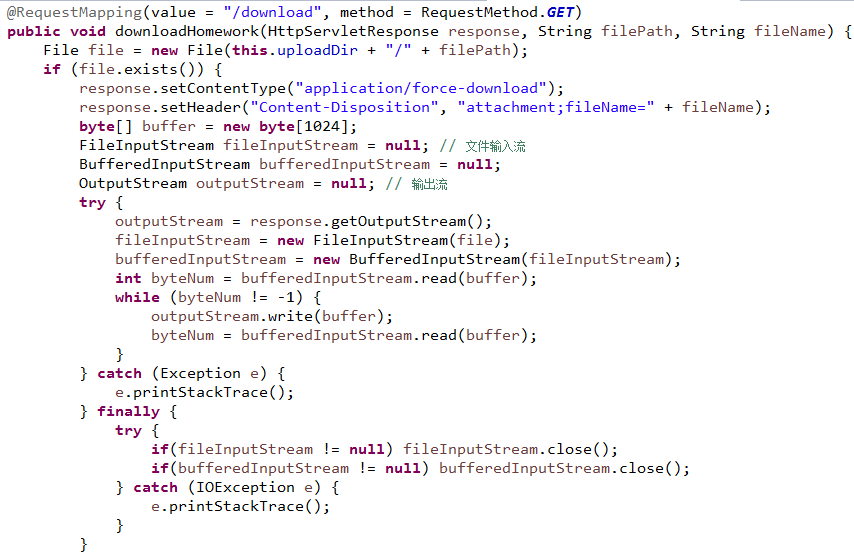 @RequestMapping(value = "/download", method = RequestMethod.GET)
public void downloadHomework(HttpServletResponse response, String filePath, String fileName) {
    File file = new File(this.uploadDir + "/" + filePath);
    if (file.exists()) {
        response.setContentType("application/force-download");
        response.setHeader("Content-Disposition", "attachment;fileName=" + fileName);
        byte[] buffer = new byte[1024];
        FileInputStream fileInputStream = null; // 文件输入流
        BufferedInputStream bufferedInputStream = null;
        OutputStream outputStream = null; // 输出流
        try {
            outputStream = response.getOutputStream();
            fileInputStream = new FileInputStream(file);
            bufferedInputStream = new BufferedInputStream(fileInputStream);
            int byteNum = bufferedInputStream.read(buffer);
            while (byteNum != -1) {
                outputStream.write(buffer);
                byteNum = bufferedInputStream.read(buffer);
            }
        } catch (Exception e) {
            e.printStackTrace();
        } finally {
            try {
                if(fileInputStream != null) fileInputStream.close();
                if(bufferedInputStream != null) bufferedInputStream.close();
            } catch (IOException e) {
                e.printStackTrace();
            }
        }